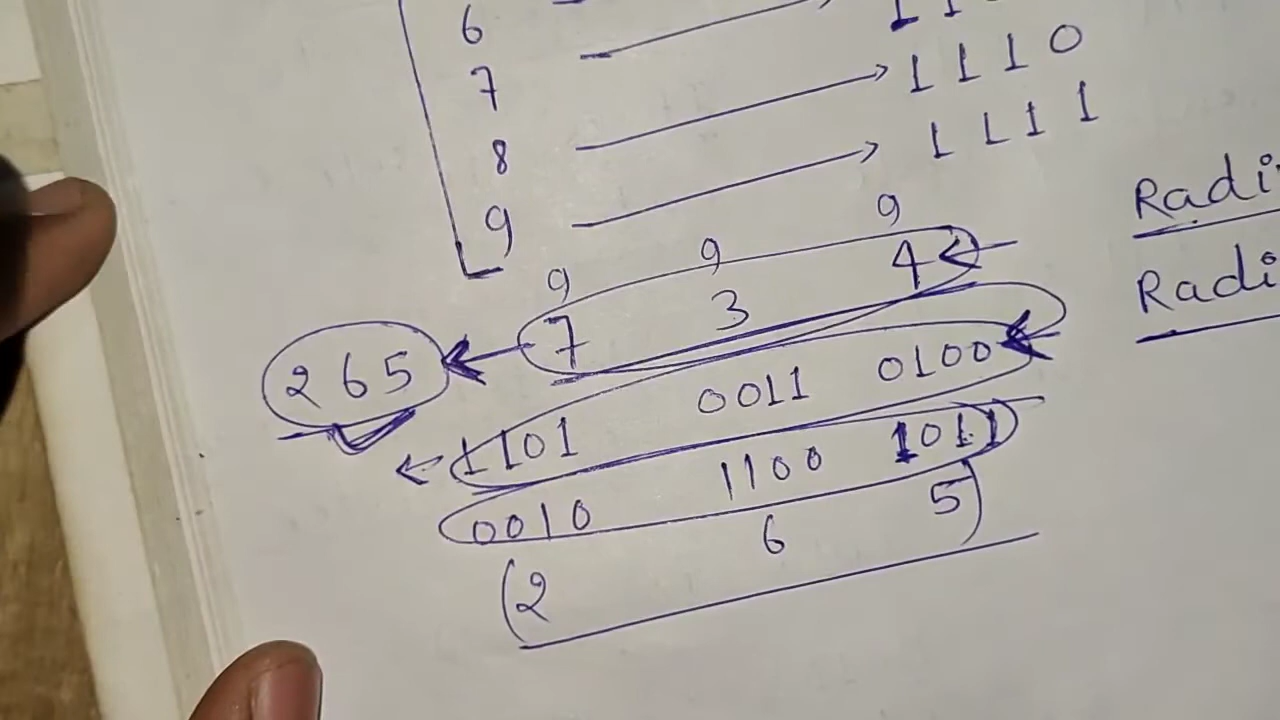 6
7 1110
8 1111
9
9 9 9
7 3 4
265
1101 0011 0100
0010 1100 1011
(2 6 5)
Radi
Radi